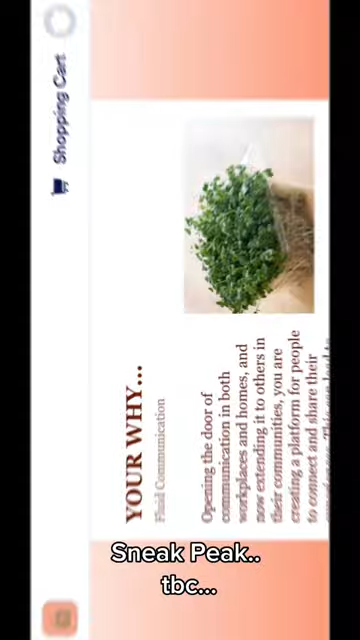 Shopping Cart
YOUR WHY...
Fluid Communication
Opening the door of
communication in both
workplaces and homes, and
now extending it to others in
their communities, you are
creating a platform for people
to connect and share their
Sneak Peak..
tbc...